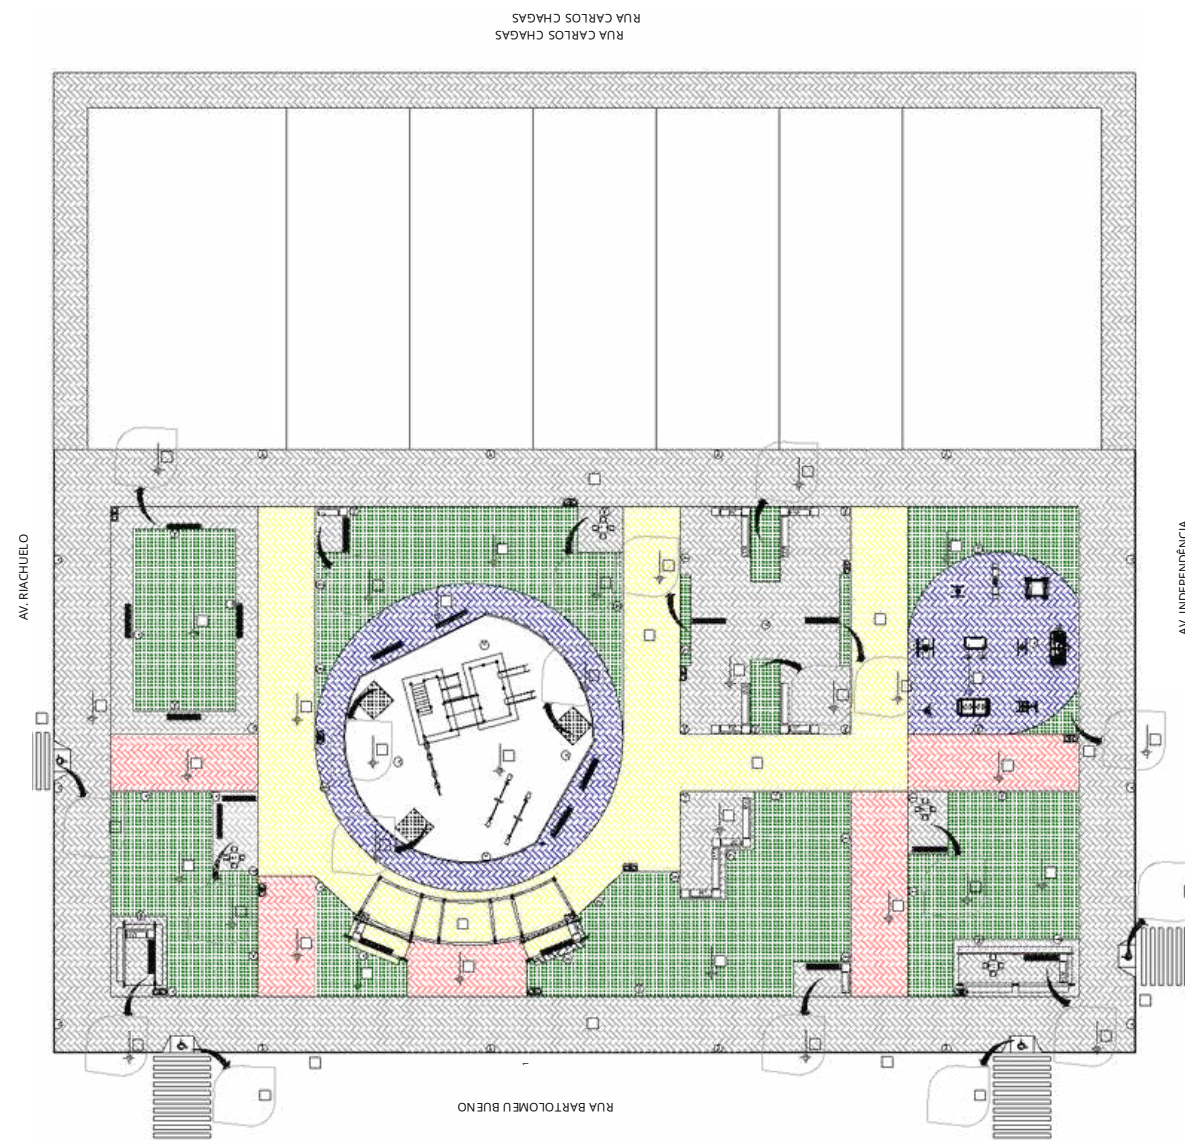 RUA CARLOS CHAGAS
RUA CARLOS CHAGAS
AV. RIACHUELO
AV. INDEPENDÊNCIA
RUA BARTOLOMEU BUENO